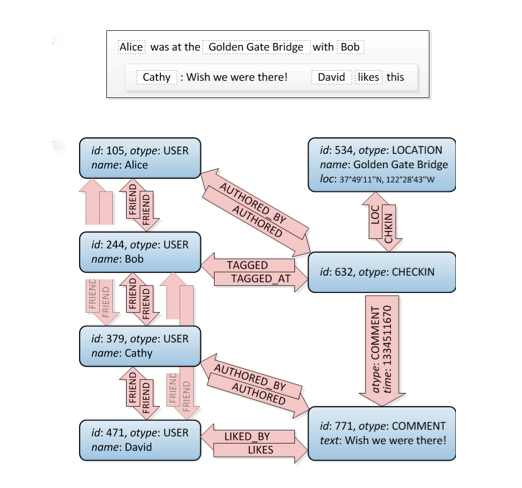 Alice was at the Golden Gate Bridge with Bob
Cathy : Wish we were there! David likes this
id: 105, otype: USER
name: Alice
id: 534, otype: LOCATION
name: Golden Gate Bridge
loc: 37°49'11"N, 122°28'43"W
FRIEND
FRIEND
AUTHORED_BY
AUTHORED
LOC
CHKIN
id: 244, otype: USER
name: Bob
TAGGED
TAGGED_AT
id: 632, otype: CHECKIN
FRIEND
FRIEND
FRIEND
FRIEND
otype: COMMENT
time: 1334511670
id: 379, otype: USER
name: Cathy
AUTHORED_BY
AUTHORED
FRIEND
FRIEND
FRIEND
FRIEND
id: 471, otype: USER
name: David
LIKED_BY
LIKES
id: 771, otype: COMMENT
text: Wish we were there!